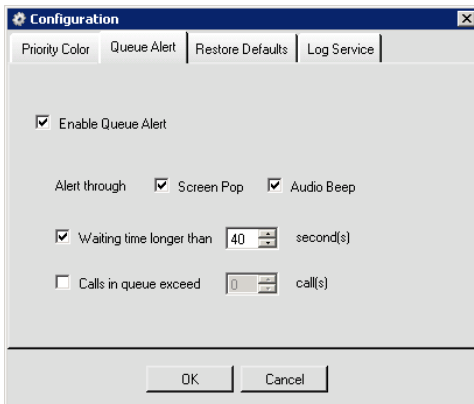 Configuration
Priority Color Queue Alert Restore Defaults Log Service
Enable Queue Alert
Alert through Screen Pop Audio Beep
Waiting time longer than 40 second(s)
Calls in queue exceed 0 call(s)
OK Cancel